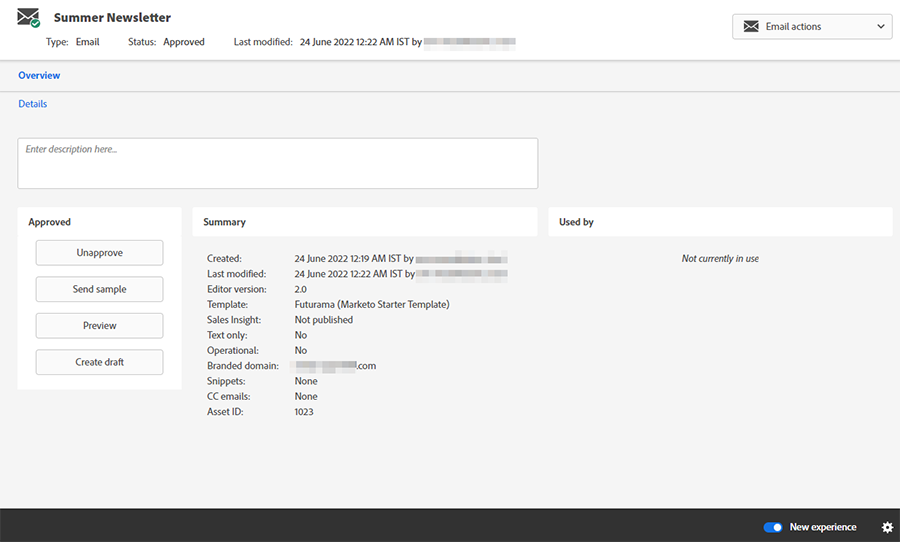 Summer Newsletter
Email actions
Type: Email Status: Approved Last modified: 24 June 2022 12:22 AM IST by
Overview
Details
Enter description here...
Approved
Unapprove
Send sample
Preview
Create draft
Summary
Created: 24 June 2022 12:19 AM IST by
Last modified: 24 June 2022 12:22 AM IST by
Editor version: 2.0
Template: Futurama (Marketo Starter Template)
Sales Insight: Not published
Text only: No
Operational: No
Branded domain: .com
Snippets: None
CC emails: None
Asset ID: 1023
Used by
Not currently in use
New experience